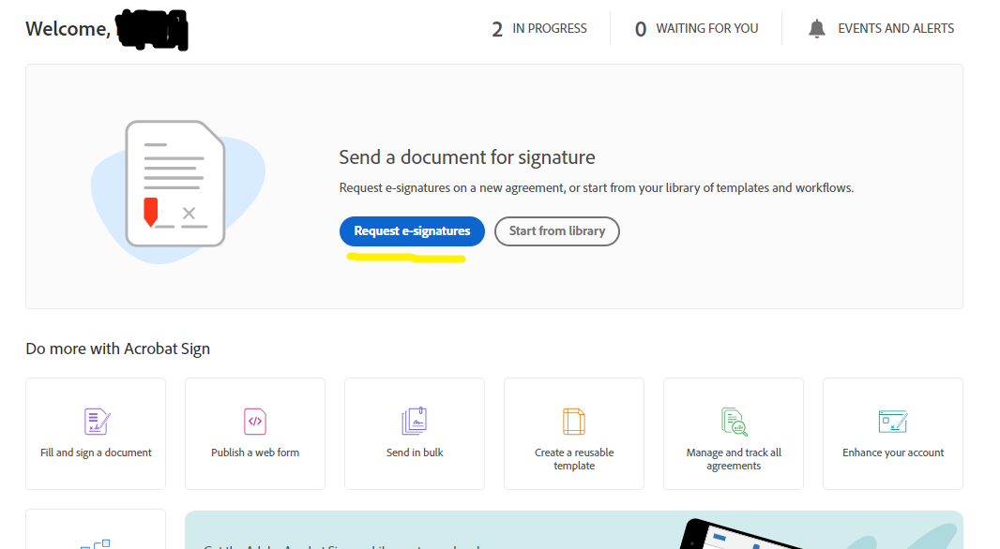 Welcome,
2 IN PROGRESS
0 WAITING FOR YOU
EVENTS AND ALERTS
Send a document for signature
Request e-signatures on a new agreement, or start from your library of templates and workflows.
Request e-signatures
Start from library
Do more with Acrobat Sign
Fill and sign a document
Publish a web form
Send in bulk
Create a reusable
template
Manage and track all
agreements
Enhance your account